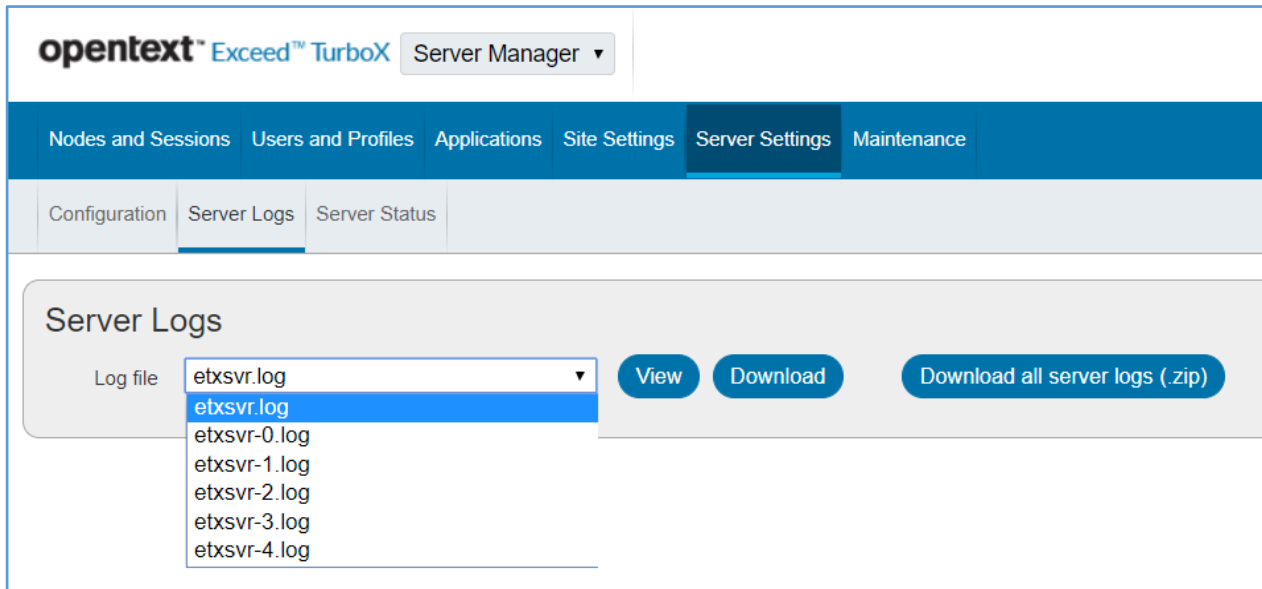 opentext™ Exceed™ TurboX Server Manager
Nodes and Sessions Users and Profiles Applications Site Settings Server Settings Maintenance
Configuration Server Logs Server Status
Server Logs
Log file etxsvr.log View Download Download all server logs (.zip)
etxsvr.log
etxsvr-0.log
etxsvr-1.log
etxsvr-2.log
etxsvr-3.log
etxsvr-4.log